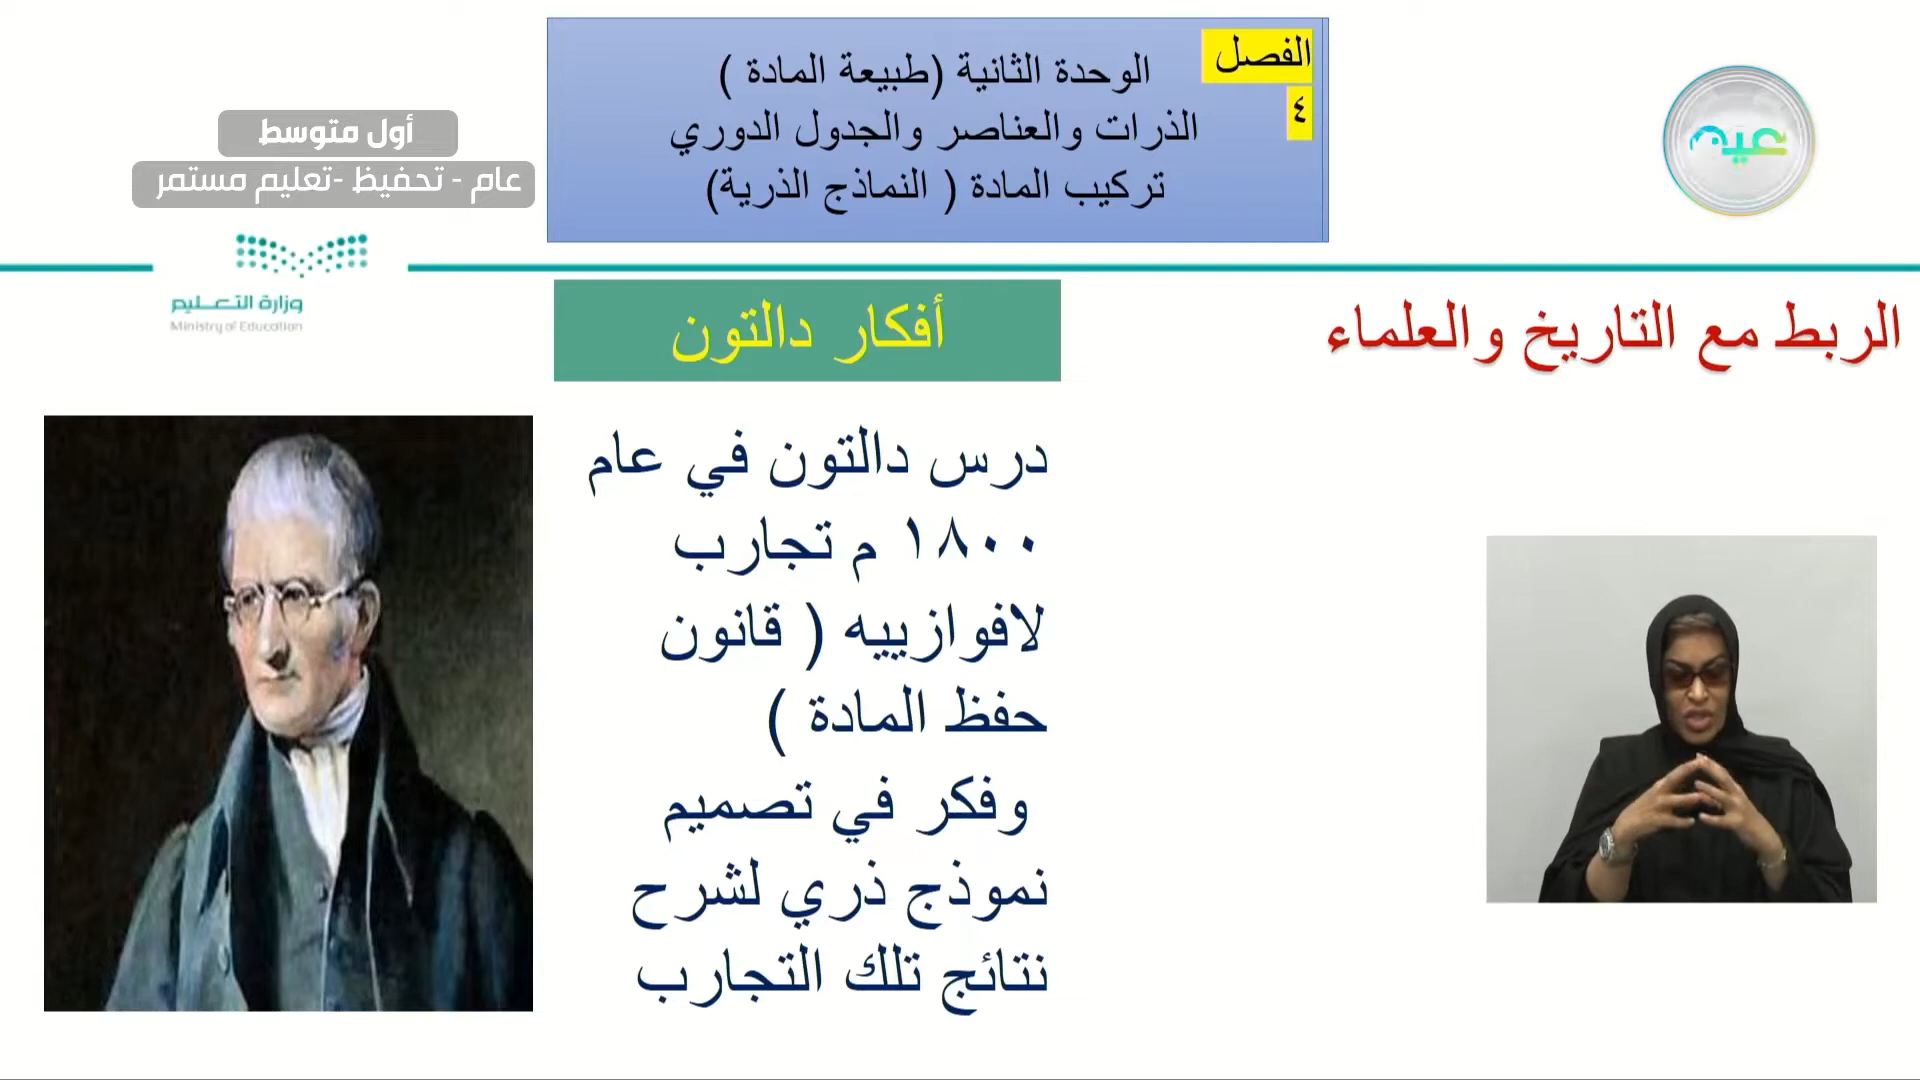 الفصل
٤
الوحدة الثانية (طبيعة المادة )
الذرات والعناصر والجدول الدوري
تركيب المادة ( النماذج الذرية)
عين
أول متوسط
عام - تحفيظ -تعليم مستمر
وزارة التعليم
Ministry of Education
الربط مع التاريخ والعلماء
أفكار دالتون
درس دالتون في عام
١٨٠٠ م تجارب
لافوازييه ( قانون
حفظ المادة )
وفكر في تصميم
نموذج ذري لشرح
نتائج تلك التجارب